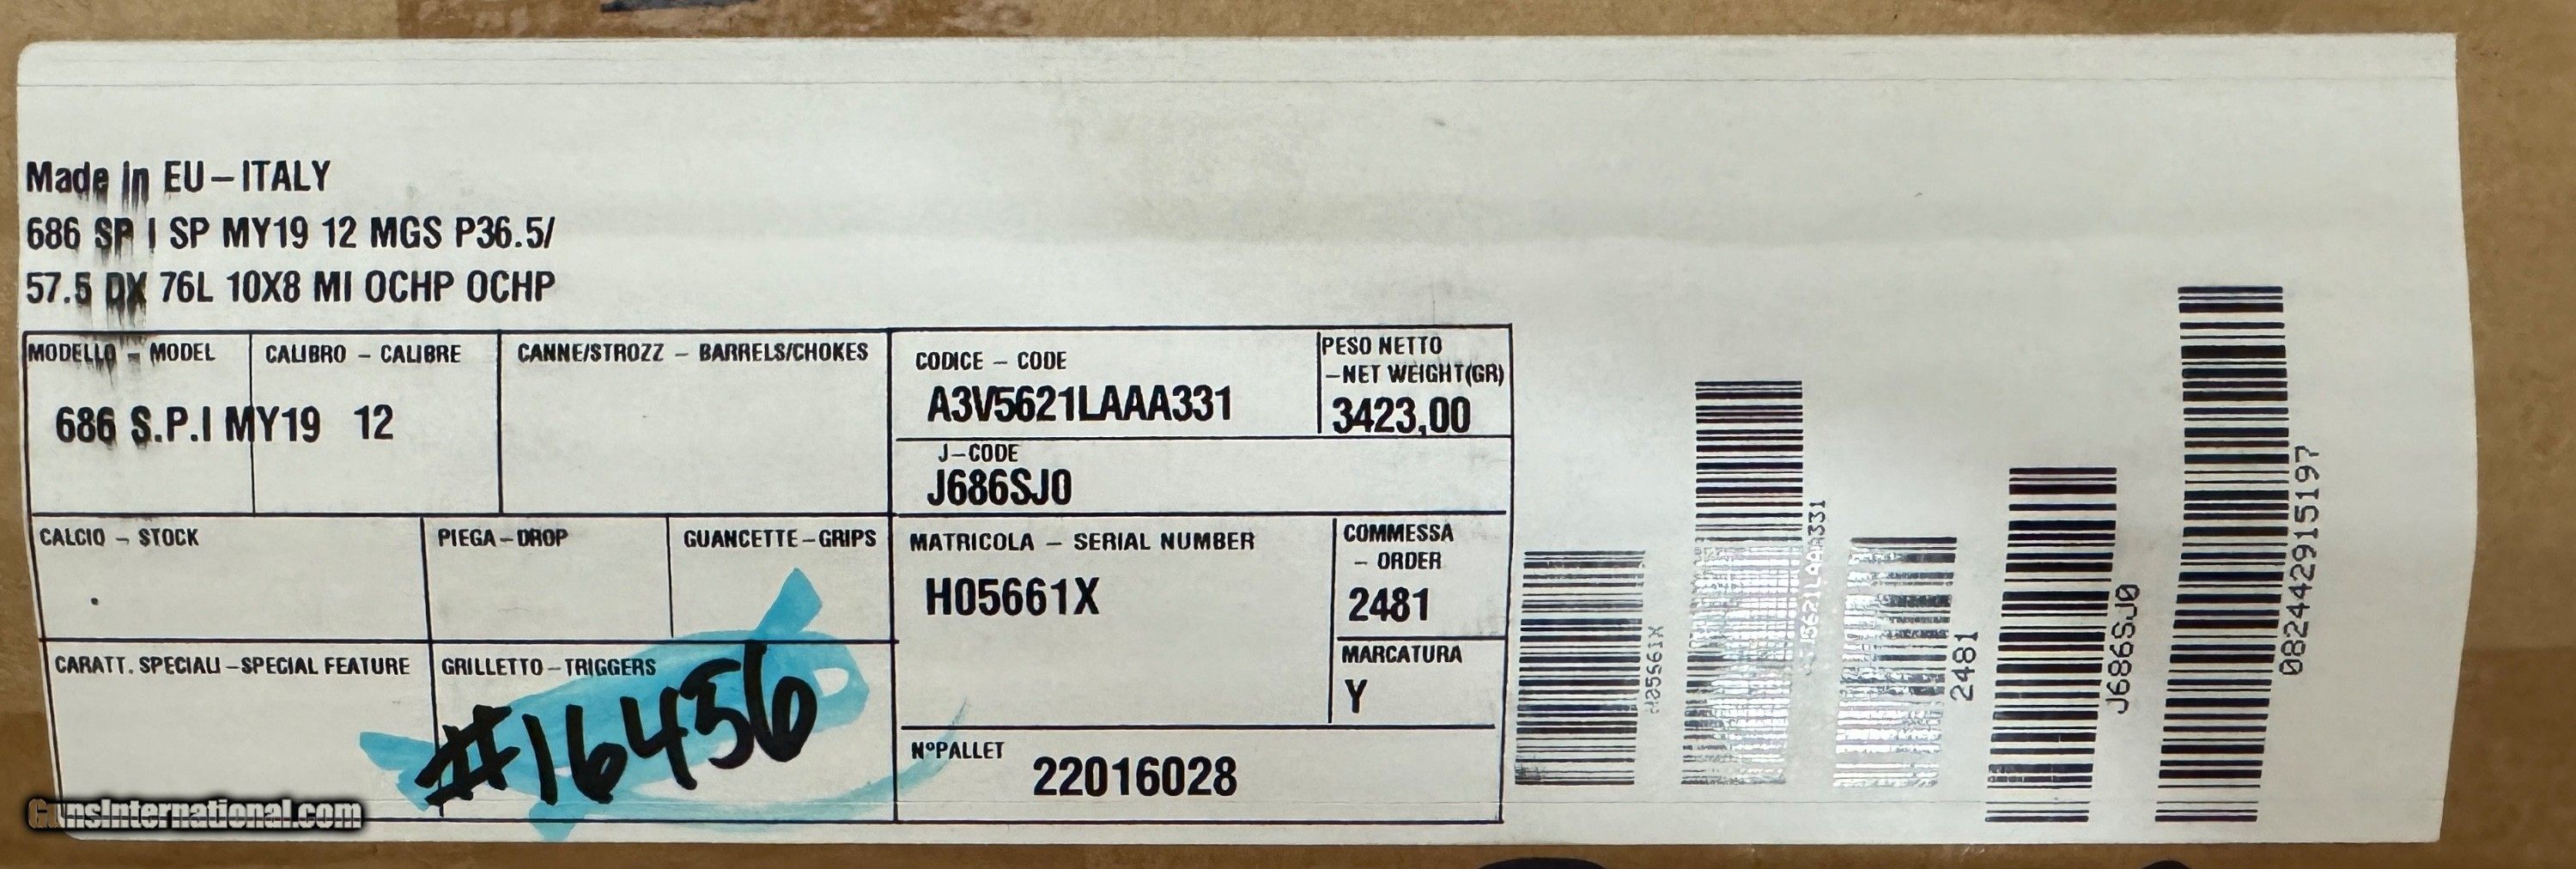 Made in EU–ITALY
686 SP I SP MY19 12 MGS P36.5/
57.5 DX 76L 10X8 MI OCHP OCHP
MODELLO – MODEL
686 S.P.I MY19
CALIBRO – CALIBRE
12
CANNE/STROZZ – BARRELS/CHOKES
CODICE – CODE
A3V5621LAAA331
PESO NETTO
–NET WEIGHT(GR)
3423,00
J–CODE
J686SJ0
CALCIO – STOCK
PIEGA–DROP
GUANCETTE–GRIPS
MATRICOLA – SERIAL NUMBER
H05661X
COMMESSA
– ORDER
2481
MARCATURA
Y
CARATT. SPECIALI –SPECIAL FEATURE
GRILLETTO–TRIGGERS
#16456
NºPALLET
22016028
H05661X
5621LAAA331
2481
J686SJ0
082442915197
GunsInternational.com